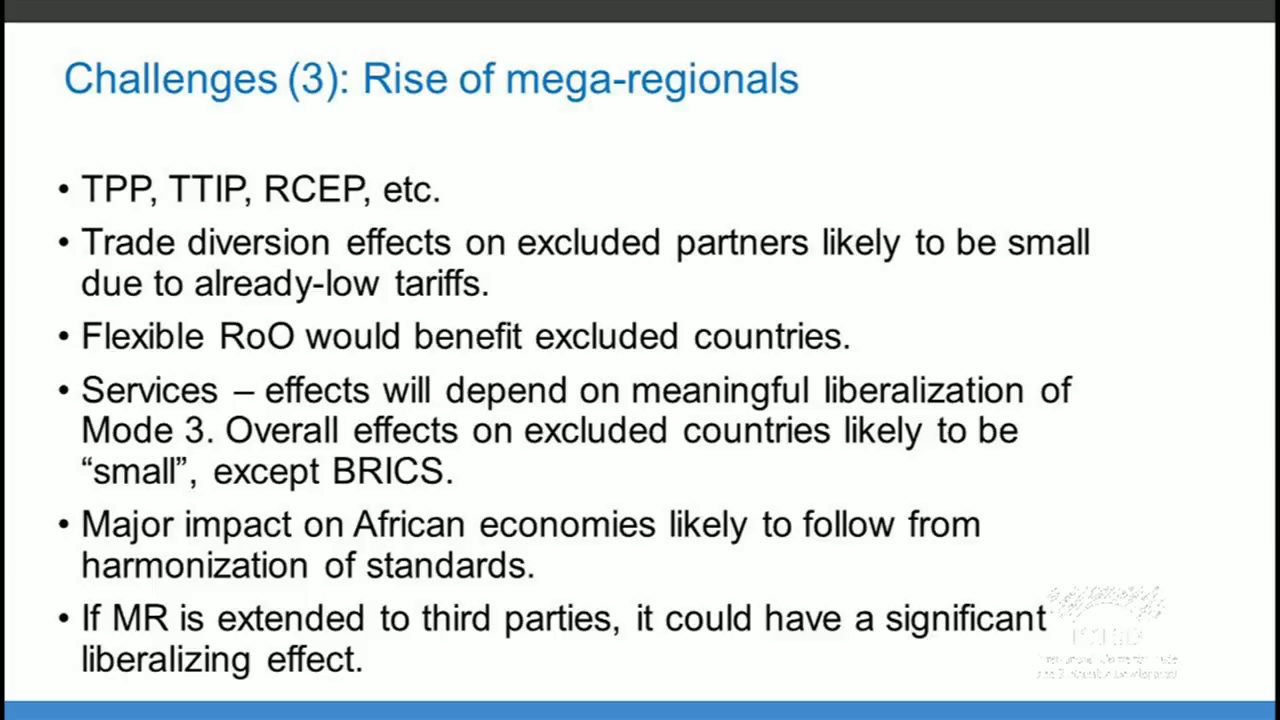 Challenges (3): Rise of mega-regionals
• TPP, TTIP, RCEP, etc.
• Trade diversion effects on excluded partners likely to be small
due to already-low tariffs.
• Flexible RoO would benefit excluded countries.
• Services – effects will depend on meaningful liberalization of
Mode 3. Overall effects on excluded countries likely to be
“small”, except BRICS.
• Major impact on African economies likely to follow from
harmonization of standards.
• If MR is extended to third parties, it could have a significant
liberalizing effect.